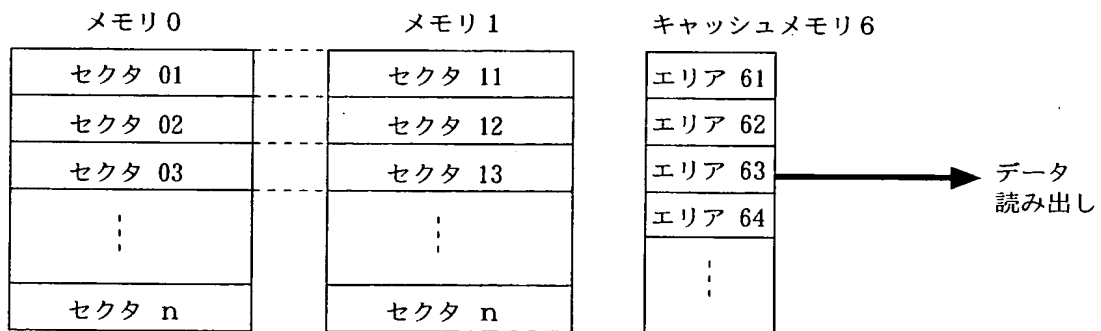 メモリ0
セクタ 01
セクタ 02
セクタ 03
セクタ n
メモリ1
セクタ 11
セクタ 12
セクタ 13
セクタ n
キャッシュメモリ6
エリア 61
エリア 62
エリア 63
エリア 64
データ
読み出し